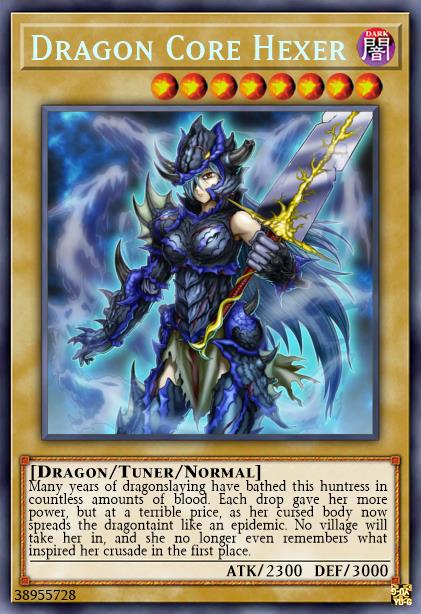 Dragon Core Hexer
DARK
闇
[Dragon/Tuner/Normal]
Many years of dragonslaying have bathed this huntress in
countless amounts of blood. Each drop gave her more
power, but at a terrible price, as her cursed body now
spreads the dragontaint like an epidemic. No village will
take her in, and she no longer even remembers what
inspired her crusade in the first place.
ATK/2300 DEF/3000
38955728